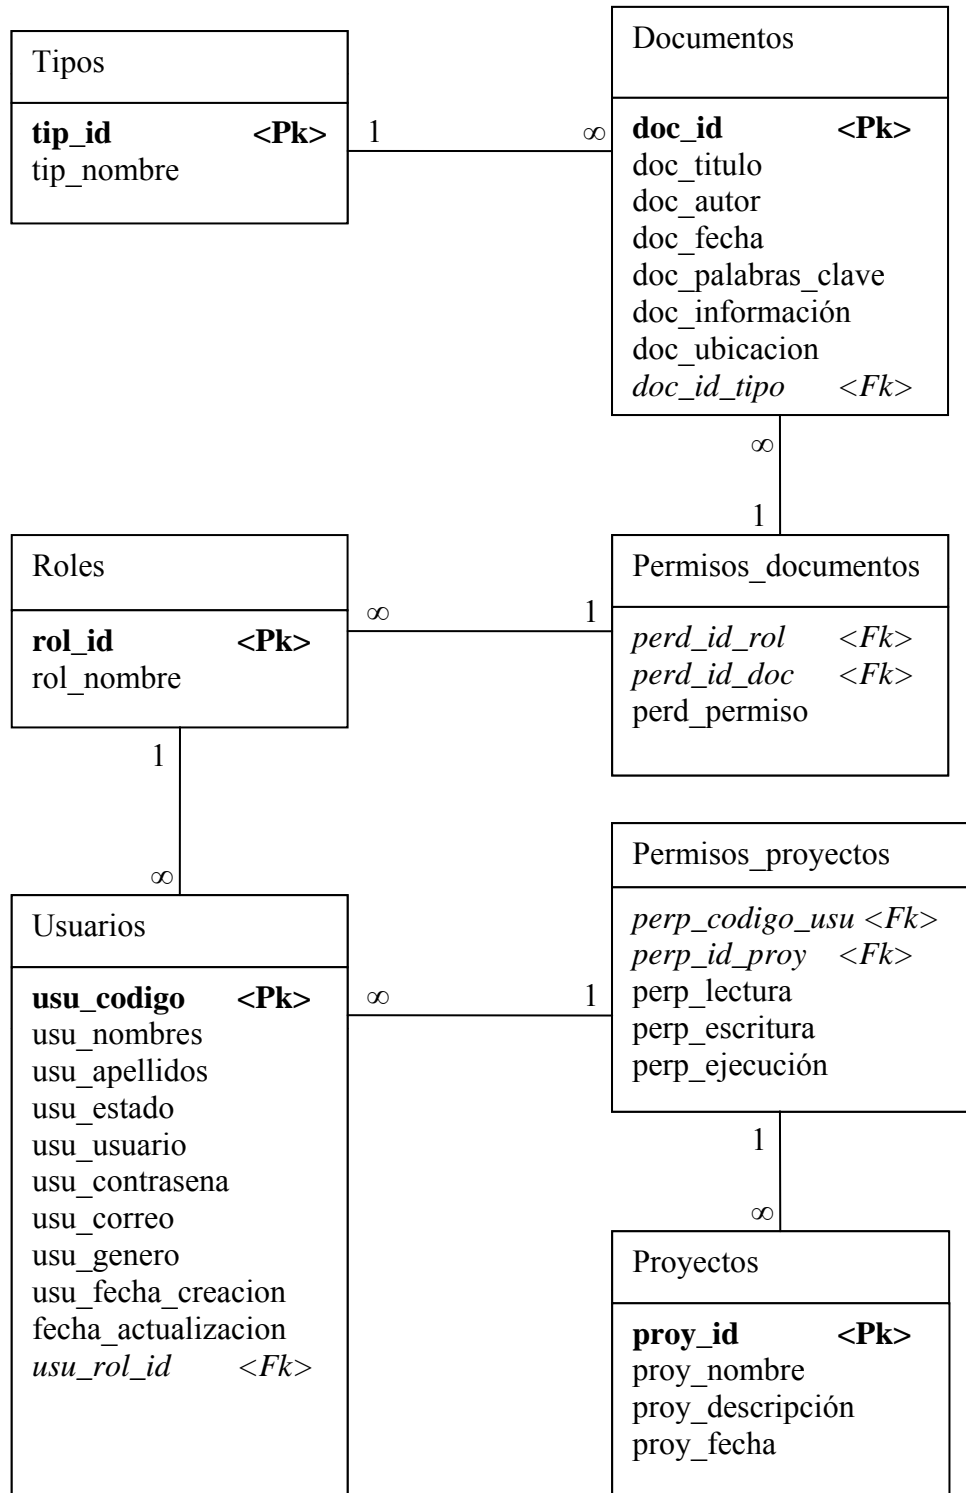 Tipos
tip_id <Pk>
tip_nombre
1 ∞
Documentos
doc_id <Pk>
doc_titulo
doc_autor
doc_fecha
doc_palabras_clave
doc_información
doc_ubicacion
doc_id_tipo <Fk>
∞
1
Roles
rol_id <Pk>
rol_nombre
∞ 1
Permisos_documentos
perd_id_rol <Fk>
perd_id_doc <Fk>
perd_permiso
1
∞
Usuarios
usu_codigo <Pk>
usu_nombres
usu_apellidos
usu_estado
usu_usuario
usu_contrasena
usu_correo
usu_genero
usu_fecha_creacion
fecha_actualizacion
usu_rol_id <Fk>
∞ 1
Permisos_proyectos
perp_codigo_usu <Fk>
perp_id_proy <Fk>
perp_lectura
perp_escritura
perp_ejecución
1
∞
Proyectos
proy_id <Pk>
proy_nombre
proy_descripción
proy_fecha